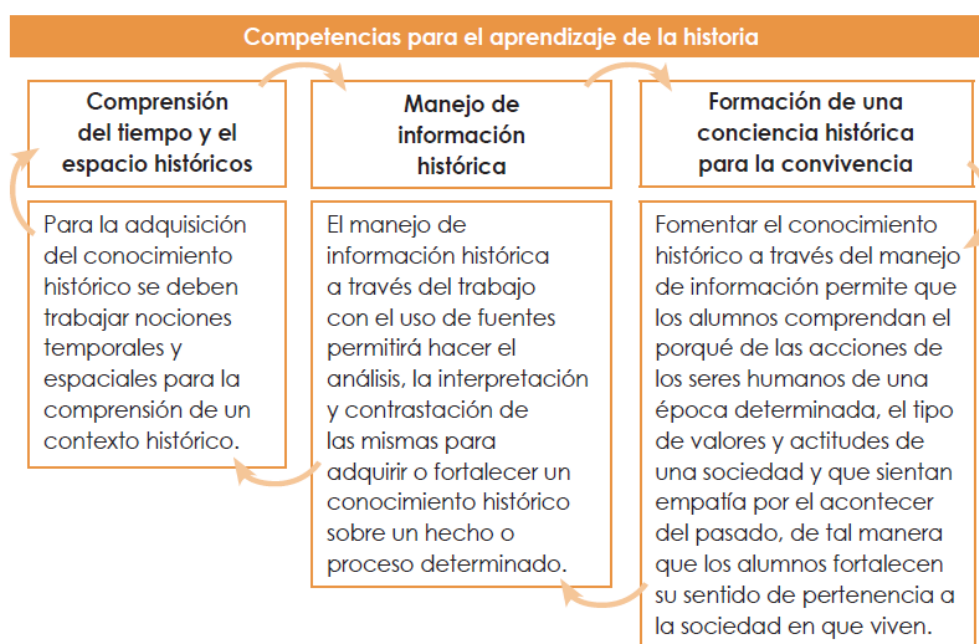 Competencias para el aprendizaje de la historia
Comprensión
del tiempo y el
espacio históricos
Para la adquisición
del conocimiento
histórico se deben
trabajar nociones
temporales y
espaciales para la
comprensión de un
contexto histórico.
Manejo de
información
histórica
El manejo de
información histórica
a través del trabajo
con el uso de fuentes
permitirá hacer el
análisis, la interpretación
y contrastación de
las mismas para
adquirir o fortalecer un
conocimiento histórico
sobre un hecho o
proceso determinado.
Formación de una
conciencia histórica
para la convivencia
Fomentar el conocimiento
histórico a través del manejo
de información permite que
los alumnos comprendan el
porqué de las acciones de
los seres humanos de una
época determinada, el tipo
de valores y actitudes de
una sociedad y que sientan
empatía por el acontecer
del pasado, de tal manera
que los alumnos fortalecen
su sentido de pertenencia a
la sociedad en que viven.